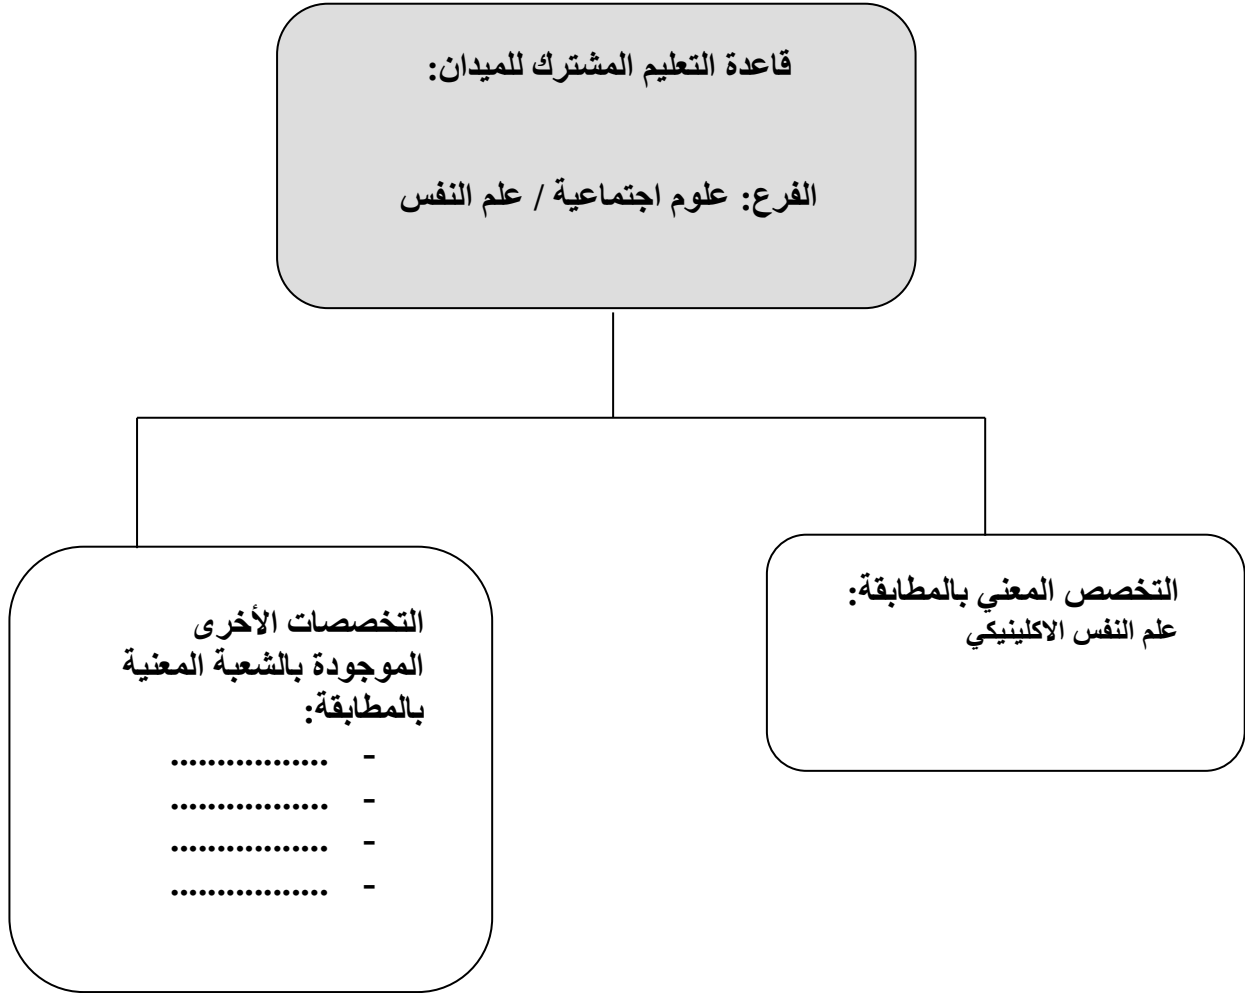 قاعدة التعليم المشترك للميدان:
الفرع: علوم اجتماعية / علم النفس
التخصص المعني بالمطابقة:
علم النفس الاكلينيكي
التخصصات الأخرى
الموجودة بالشعبة المعنية
بالمطابقة:
- .................
- .................
- .................
- .................